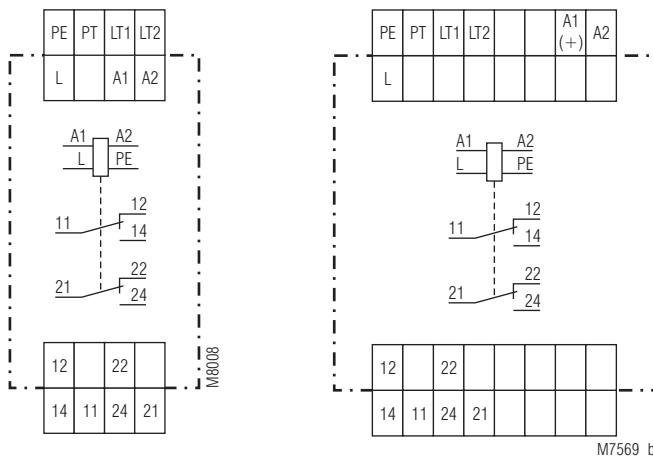 PE PT LT1 LT2
L A1 A2
A1 A2
L PE
11 12
14
21 22
24
12 22
14 11 24 21
M8008
PE PT LT1 LT2 A1 (+) A2
L
A1 A2
L PE
11 12
14
21 22
24
12 22
14 11 24 21
M7569 b